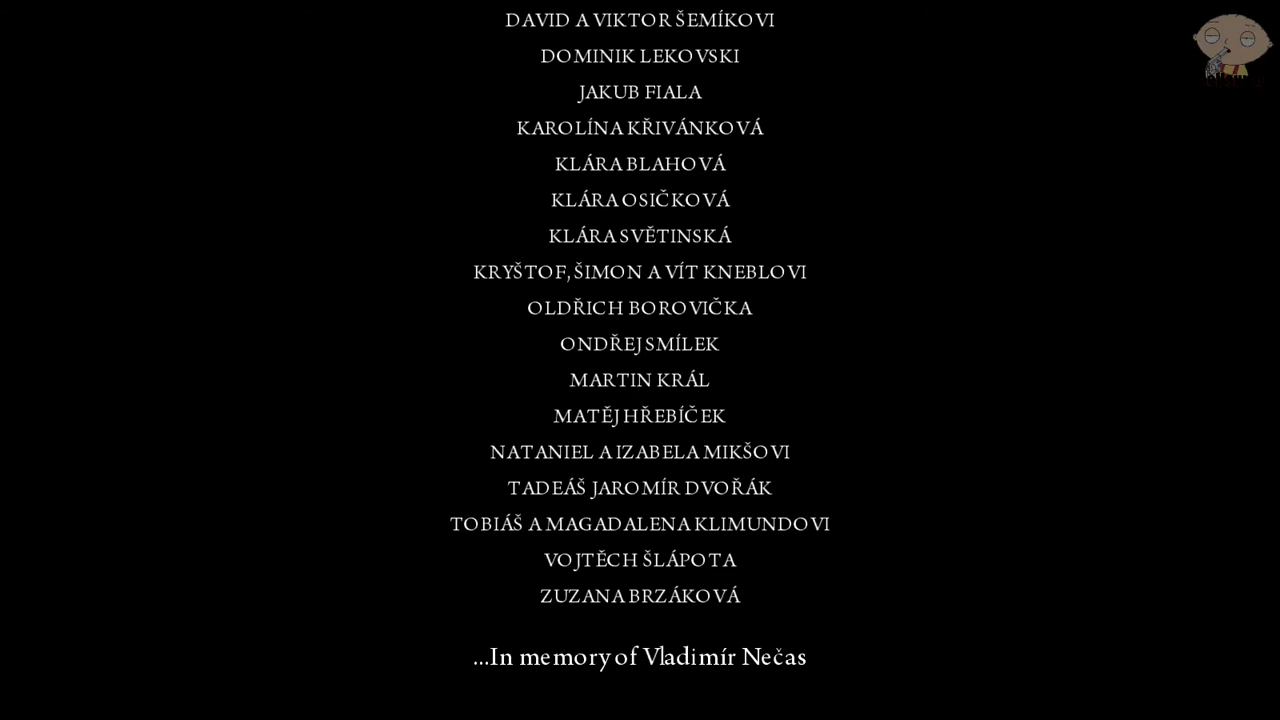 DAVID A VIKTOR ŠEMÍKOVI
DOMINIK LEKOVSKI
JAKUB FIALA
KAROLÍNA KŘIVÁNKOVÁ
KLÁRA BLAHOVÁ
KLÁRA OSIČKOVÁ
KLÁRA SVĚTINSKÁ
KRYŠTOF, ŠIMON A VÍT KNEBLOVI
OLDŘICH BOROVIČKA
ONDŘEJ SMÍLEK
MARTIN KRÁL
MATĚJ HŘEBÍČEK
NATANIEL A IZABELA MIKŠOVI
TADEÁŠ JAROMÍR DVOŘÁK
TOBIÁŠ A MAGADALENA KLIMUNDOVI
VOJTĚCH ŠLÁPOTA
ZUZANA BRZÁKOVÁ
...In memory of Vladimír Nečas